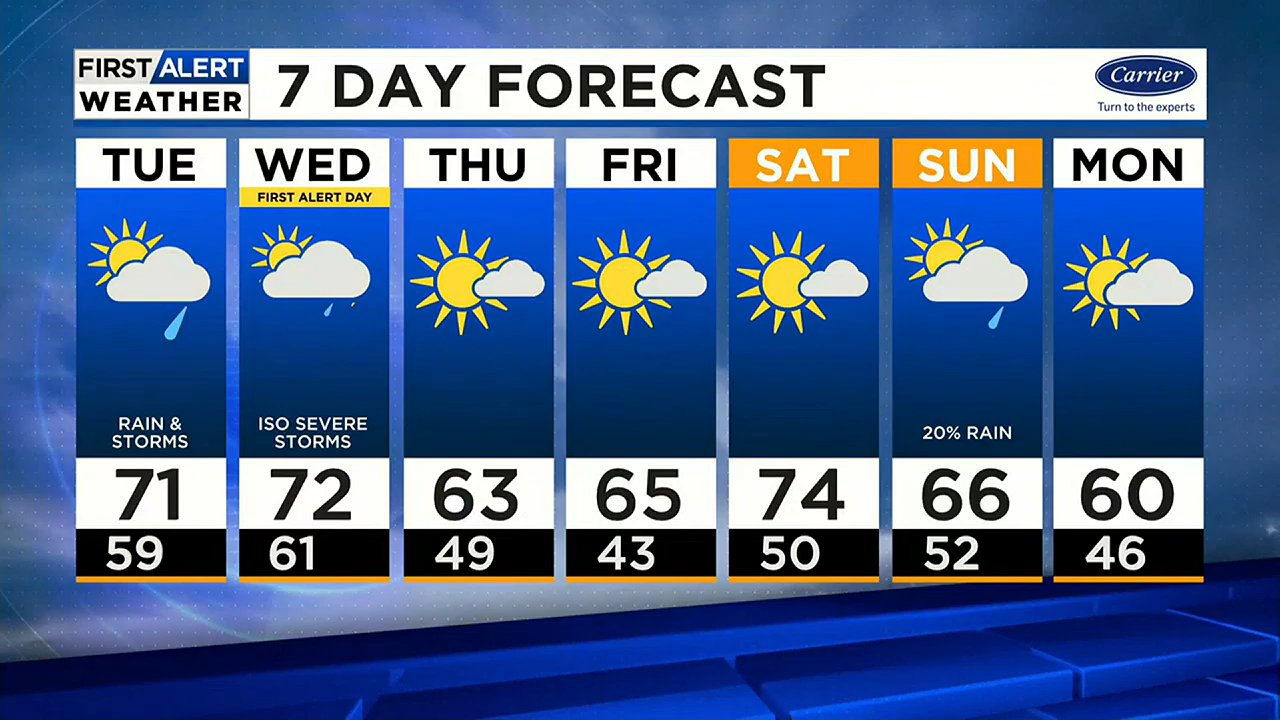 FIRST ALERT
WEATHER
7 DAY FORECAST
Carrier
Turn to the experts
TUE
RAIN &
STORMS
71
59
WED
FIRST ALERT DAY
ISO SEVERE
STORMS
72
61
THU
63
49
FRI
65
43
SAT
74
50
SUN
20% RAIN
66
52
MON
60
46